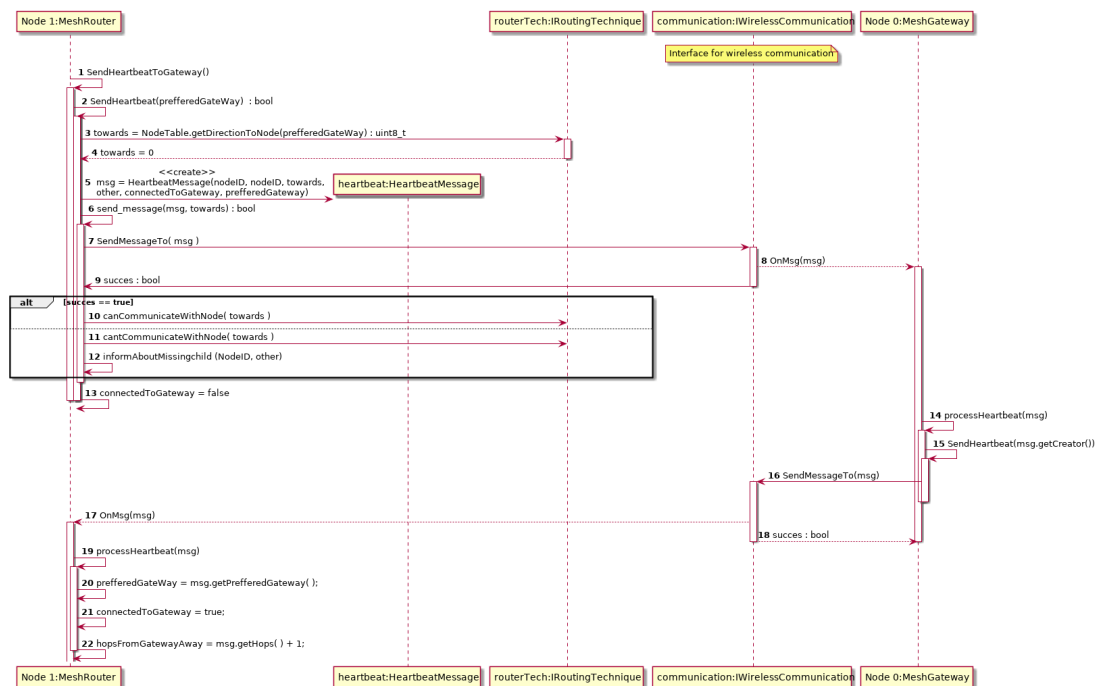 Node 1:MeshRouter
routerTech:IRoutingTechnique
communication:IWirelessCommunication
Node 0:MeshGateway
Interface for wireless communication
1 SendHeartbeatToGateway()
2 SendHeartbeat(prefferedGateWay)  : bool
3 towards = NodeTable.getDirectionToNode(prefferedGateWay) : uint8_t
4 towards = 0
<<create>>
5 msg = HeartbeatMessage(nodeID, nodeID, towards,
other, connectedToGateway, prefferedGateway)
heartbeat:HeartbeatMessage
6 send_message(msg, towards) : bool
7 SendMessageTo( msg )
8 OnMsg(msg)
9 succes : bool
alt [succes == true]
10 canCommunicateWithNode( towards )
11 cantCommunicateWithNode( towards )
12 informAboutMissingchild (NodeID, other)
13 connectedToGateway = false
14 processHeartbeat(msg)
15 SendHeartbeat(msg.getCreator())
16 SendMessageTo(msg)
17 OnMsg(msg)
18 succes : bool
19 processHeartbeat(msg)
20 prefferedGateWay = msg.getPrefferedGateway( );
21 connectedToGateway = true;
22 hopsFromGatewayAway = msg.getHops( ) + 1;
Node 1:MeshRouter
heartbeat:HeartbeatMessage
routerTech:IRoutingTechnique
communication:IWirelessCommunication
Node 0:MeshGateway